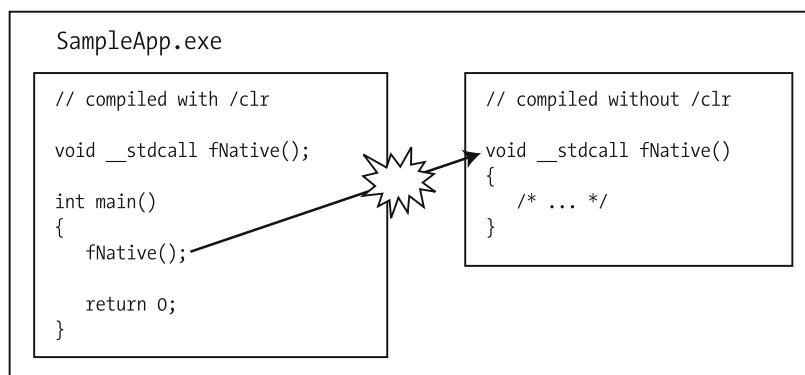 SampleApp.exe
// compiled with /clr
void __stdcall fNative();
int main()
{
fNative();
return 0;
}
// compiled without /clr
void __stdcall fNative()
{
/* ... */
}